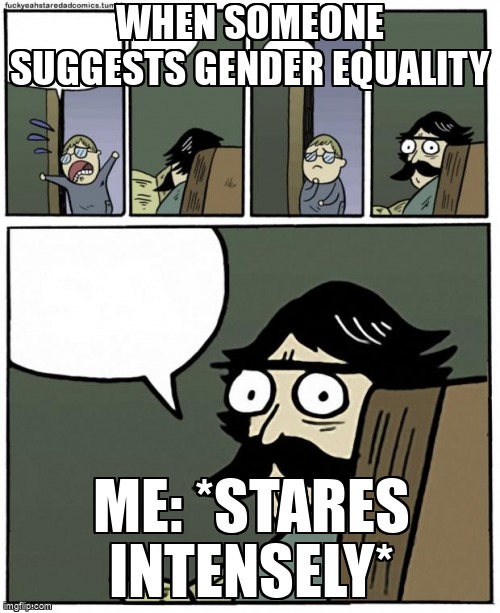 fuckyeahstaredadcomics.tum
WHEN SOMEONE
SUGGESTS GENDER EQUALITY
ME: *STARES
INTENSELY*
imgflip.com